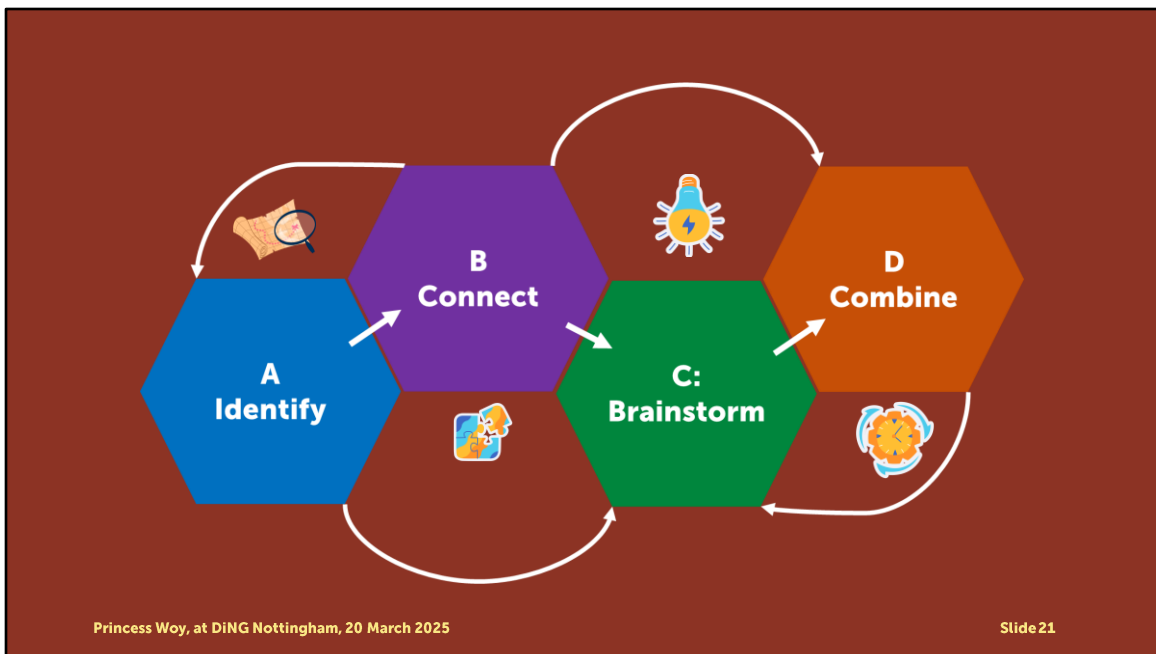 A
Identify
B
Connect
C:
Brainstorm
D
Combine
Princess Woy, at DiNG Nottingham, 20 March 2025
Slide 21